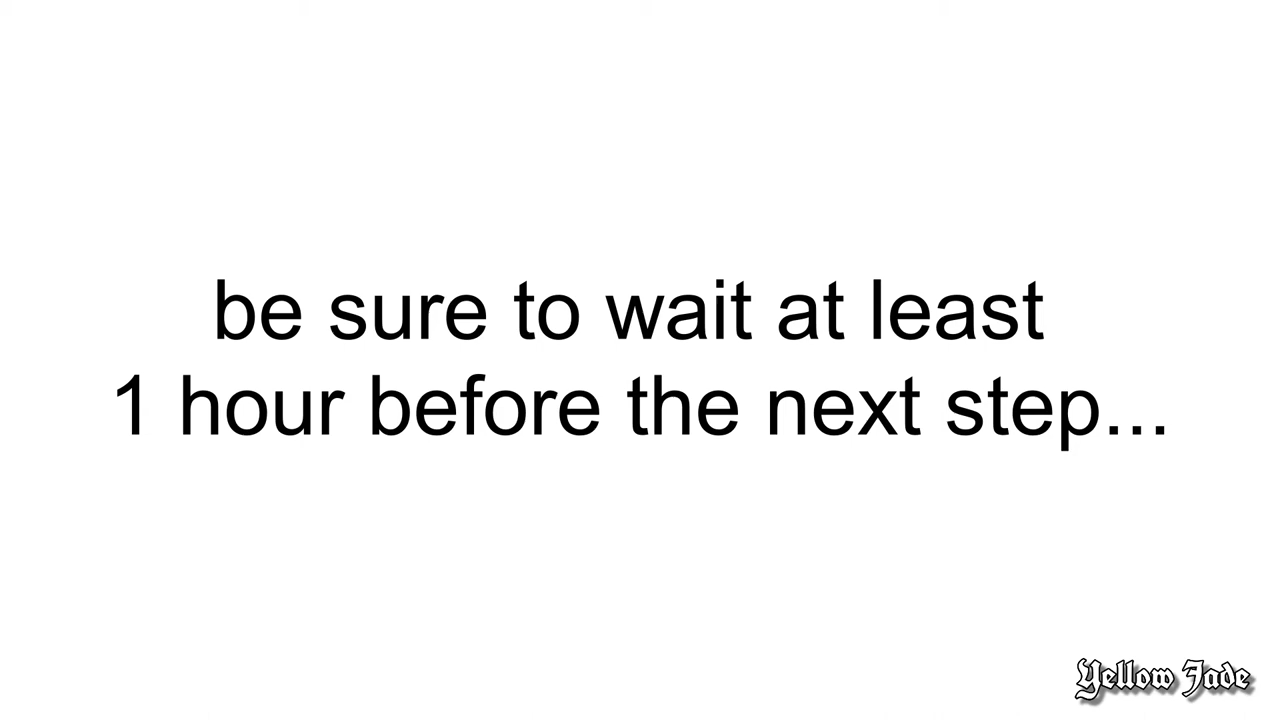 be sure to wait at least
1 hour before the next step...
Yellow Jade